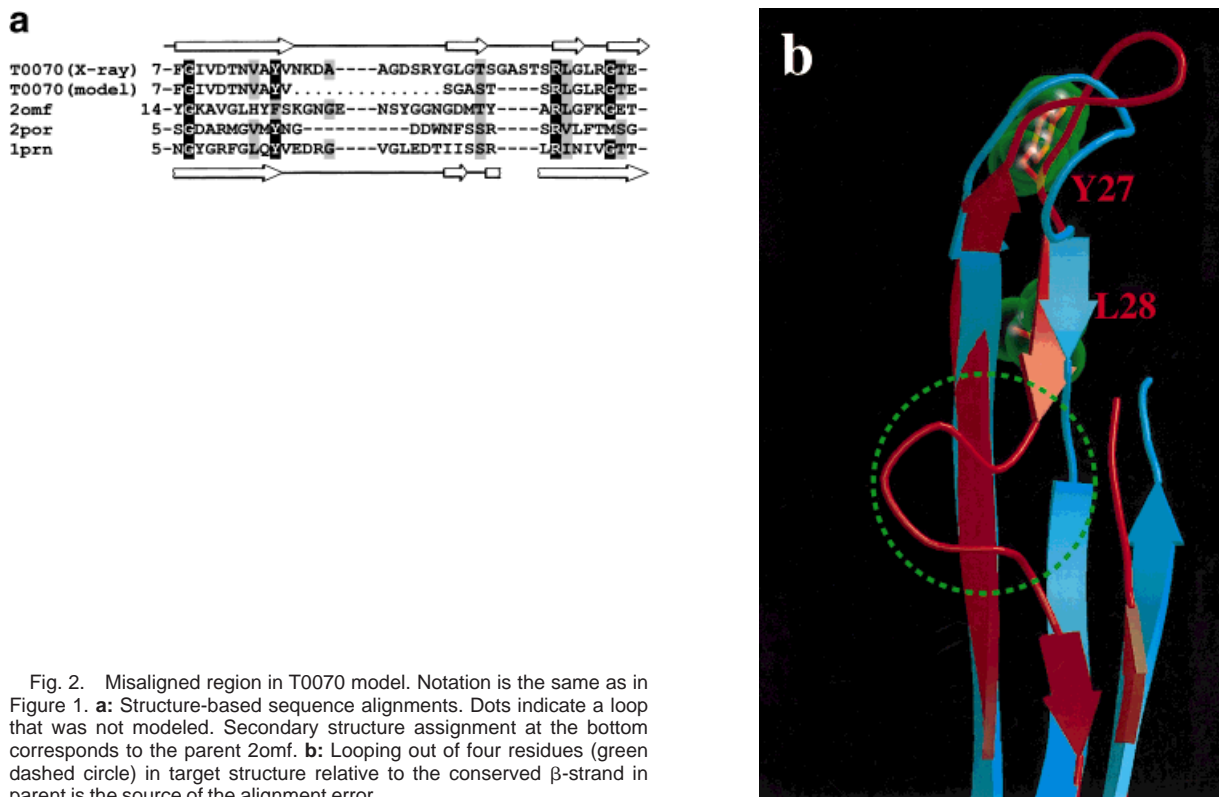 a
T0070(X-ray) 7-FGIVDTNVAYVNKDA----AGDSRYGLGTSGASTSRLGLRGTE-
T0070(model) 7-FGIVDTNVAYV..............SGAST----SRLGLRGTE-
2omf 14-YGKAVGLHYFSKGNGE---NSYGGNGDMTY----ARLGFKGET-
2por 5-SGDARMGVMYNG---------DDWNFSSR----SRVLFTMSG-
1prn 5-NGYGRFGLQYVEDRG----VGLEDTIISSR----LRINIVGTT-
b
Y27
L28
Fig. 2. Misaligned region in T0070 model. Notation is the same as in
Figure 1. a: Structure-based sequence alignments. Dots indicate a loop
that was not modeled. Secondary structure assignment at the bottom
corresponds to the parent 2omf. b: Looping out of four residues (green
dashed circle) in target structure relative to the conserved β-strand in
parent is the source of the alignment error.